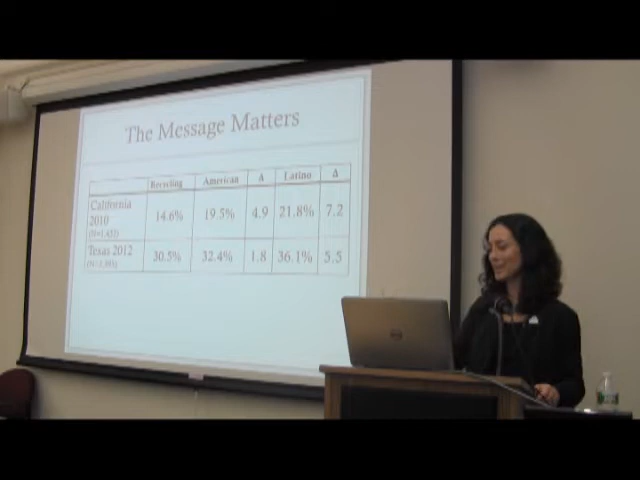 The Message Matters
Recycling American Δ Latino Δ
California
2010 14.6% 19.5% 4.9 21.8% 7.2
Texas 2012 30.5% 32.4% 1.8 36.1% 5.5
DELL